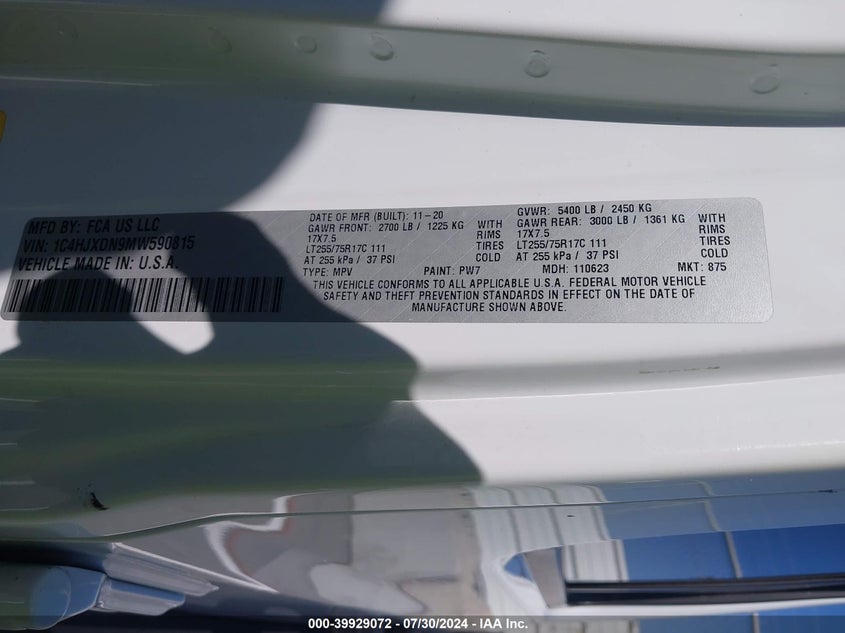 MFD BY: FCA US LLC
VIN: 1C4HJXDN9MW590815
VEHICLE MADE IN: U.S.A.
DATE OF MFR (BUILT): 11-20
GAWR FRONT: 2700 LB / 1225 KG WITH
17X7.5 RIMS
LT255/75R17C 111 TIRES
AT 255 kPa / 37 PSI COLD
GVWR: 5400 LB / 2450 KG
GAWR REAR: 3000 LB / 1361 KG WITH
17X7.5 RIMS
LT255/75R17C 111 TIRES
AT 255 kPa / 37 PSI COLD
TYPE: MPV PAINT: PW7 MDH: 110623 MKT: 875
THIS VEHICLE CONFORMS TO ALL APPLICABLE U.S.A. FEDERAL MOTOR VEHICLE
SAFETY AND THEFT PREVENTION STANDARDS IN EFFECT ON THE DATE OF
MANUFACTURE SHOWN ABOVE.
000-39929072 - 07/30/2024 - IAA Inc.